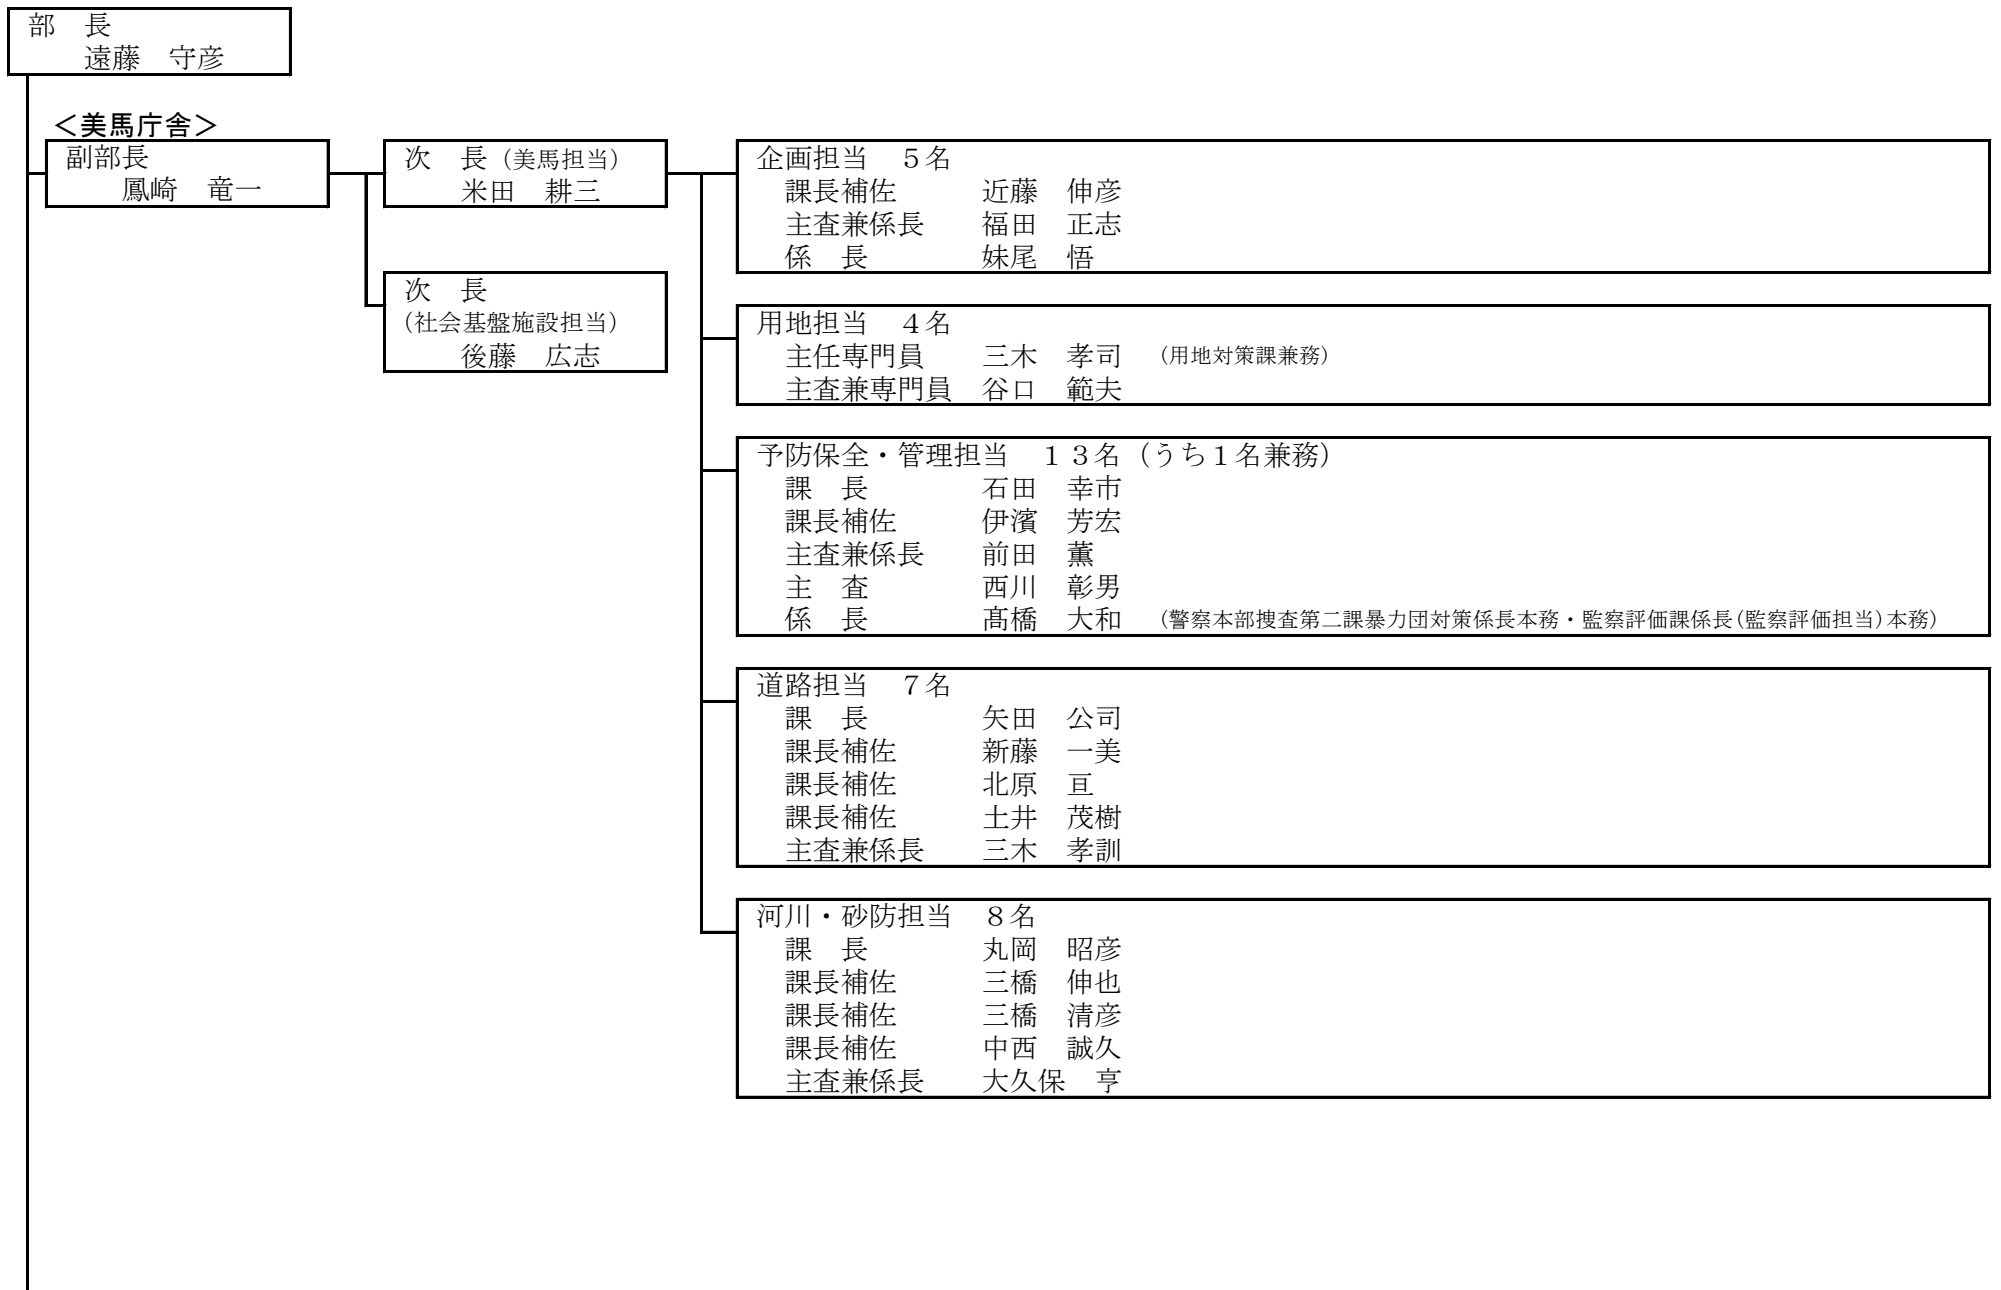 部　長
遠藤　守彦
＜美馬庁舎＞
副部長
鳳崎　竜一
次　長（美馬担当）
米田　耕三
次　長
（社会基盤施設担当）
後藤　広志
企画担当　５名
課長補佐　近藤　伸彦
主査兼係長　福田　正志
係　長　妹尾　悟
用地担当　４名
主任専門員　三木　孝司　（用地対策課兼務）
主査兼専門員　谷口　範夫
予防保全・管理担当　１３名（うち１名兼務）
課　長　石田　幸市
課長補佐　伊濱　芳宏
主査兼係長　前田　薫
主　査　西川　彰男
係　長　髙橋　大和　（警察本部捜査第二課暴力団対策係長本務・監察評価課係長(監察評価担当)本務）
道路担当　７名
課　長　矢田　公司
課長補佐　新藤　一美
課長補佐　北原　亘
課長補佐　土井　茂樹
主査兼係長　三木　孝訓
河川・砂防担当　８名
課　長　丸岡　昭彦
課長補佐　三橋　伸也
課長補佐　三橋　清彦
課長補佐　中西　誠久
主査兼係長　大久保　亨